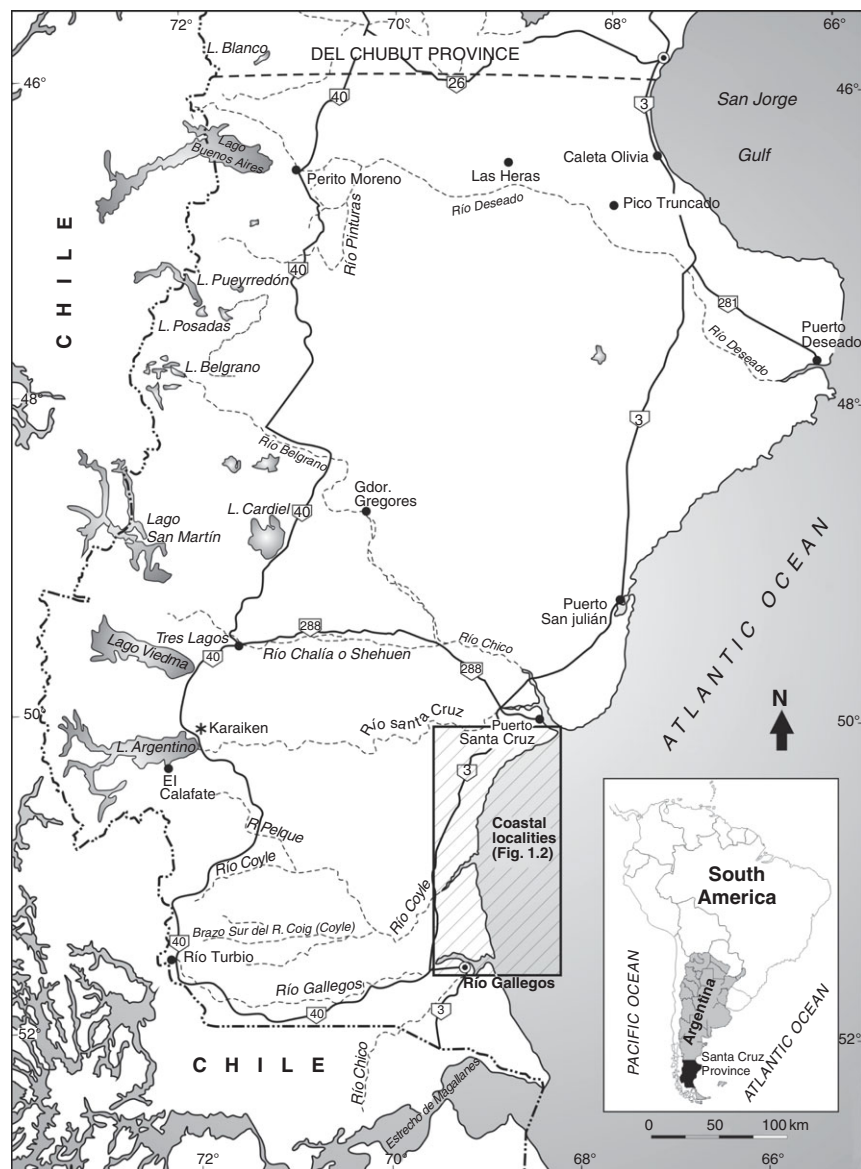 72°
70°
68°
66°
L. Blanco
DEL CHUBUT PROVINCE
46°
46°
40
26
3
San Jorge
Gulf
Lago
Buenos Aires
Perito Moreno
Las Heras
Caleta Olivia
Pico Truncado
Río Deseado
Río Pinturas
CHILE
40
L. Pueyrredón
281
L. Posadas
Río Deseado
Puerto
Deseado
L. Belgrano
48°
48°
3
Río Belgrano
Gdor.
Gregores
L. Cardiel
40
Lago
San Martín
ATLANTIC OCEAN
Puerto
San julián
288
Tres Lagos
Río Chico
Lago Viedma
40
Río Chalía o Shehuen
288
N
50°
50°
Karaiken
Río santa Cruz
Puerto
Santa Cruz
L. Argentino
3
El
Calafate
Coastal
localities
(Fig. 1.2)
R. Pelque
Río Coyle
Río Coyle
Brazo Sur del R. Coig (Coyle)
40
Río Turbio
Río Gallegos
Río Gallegos
40
3
52°
52°
CHILE
Río Chico
Estrecho de Magallanes
72°
70°
68°
66°
South
America
PACIFIC OCEAN
Argentina
ATLANTIC OCEAN
Santa Cruz
Province
0 50 100 km